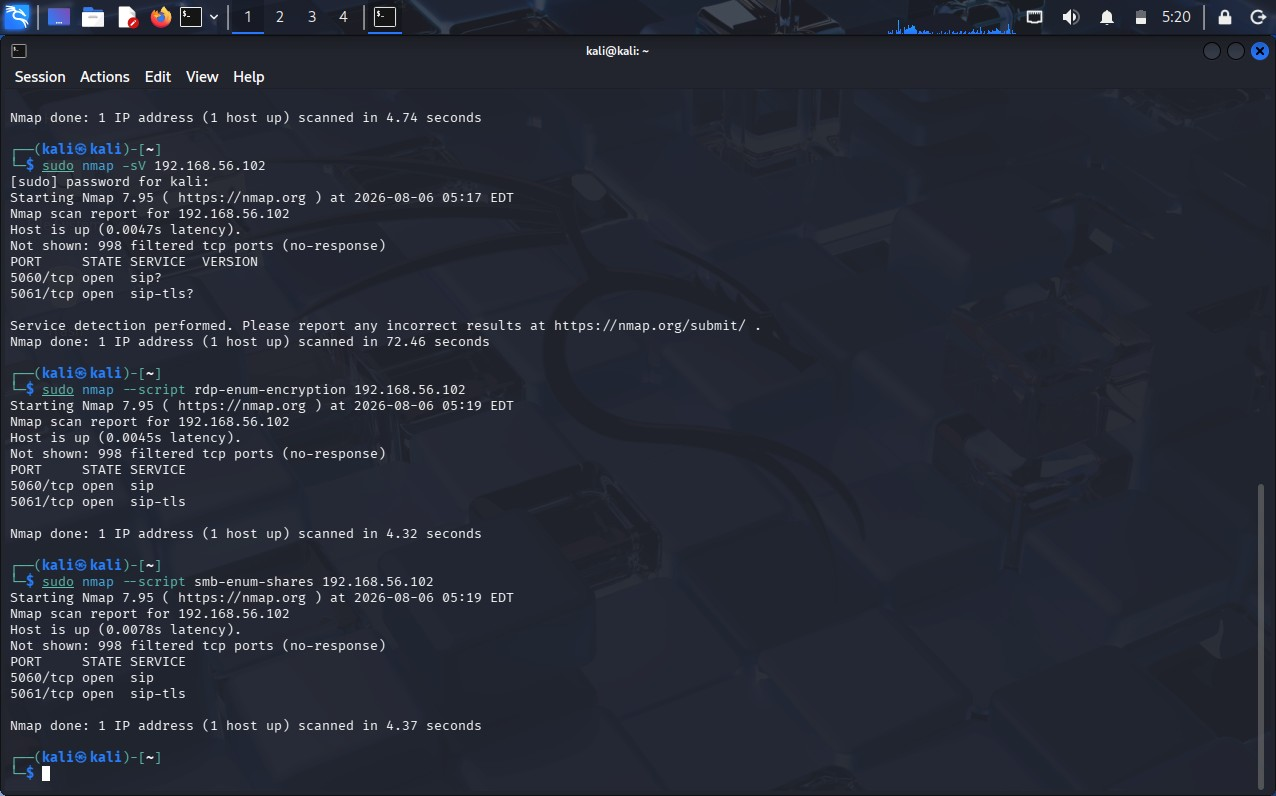 1 2 3 4 5:20
kali@kali: ~
Session Actions Edit View Help
Nmap done: 1 IP address (1 host up) scanned in 4.74 seconds
┌──(kali㉿kali)-[~]
└─$ sudo nmap -sV 192.168.56.102
[sudo] password for kali:
Starting Nmap 7.95 ( https://nmap.org ) at 2026-08-06 05:17 EDT
Nmap scan report for 192.168.56.102
Host is up (0.0047s latency).
Not shown: 998 filtered tcp ports (no-response)
PORT     STATE SERVICE  VERSION
5060/tcp open  sip?
5061/tcp open  sip-tls?
Service detection performed. Please report any incorrect results at https://nmap.org/submit/ .
Nmap done: 1 IP address (1 host up) scanned in 72.46 seconds
┌──(kali㉿kali)-[~]
└─$ sudo nmap --script rdp-enum-encryption 192.168.56.102
Starting Nmap 7.95 ( https://nmap.org ) at 2026-08-06 05:19 EDT
Nmap scan report for 192.168.56.102
Host is up (0.0045s latency).
Not shown: 998 filtered tcp ports (no-response)
PORT     STATE SERVICE
5060/tcp open  sip
5061/tcp open  sip-tls
Nmap done: 1 IP address (1 host up) scanned in 4.32 seconds
┌──(kali㉿kali)-[~]
└─$ sudo nmap --script smb-enum-shares 192.168.56.102
Starting Nmap 7.95 ( https://nmap.org ) at 2026-08-06 05:19 EDT
Nmap scan report for 192.168.56.102
Host is up (0.0078s latency).
Not shown: 998 filtered tcp ports (no-response)
PORT     STATE SERVICE
5060/tcp open  sip
5061/tcp open  sip-tls
Nmap done: 1 IP address (1 host up) scanned in 4.37 seconds
┌──(kali㉿kali)-[~]
└─$